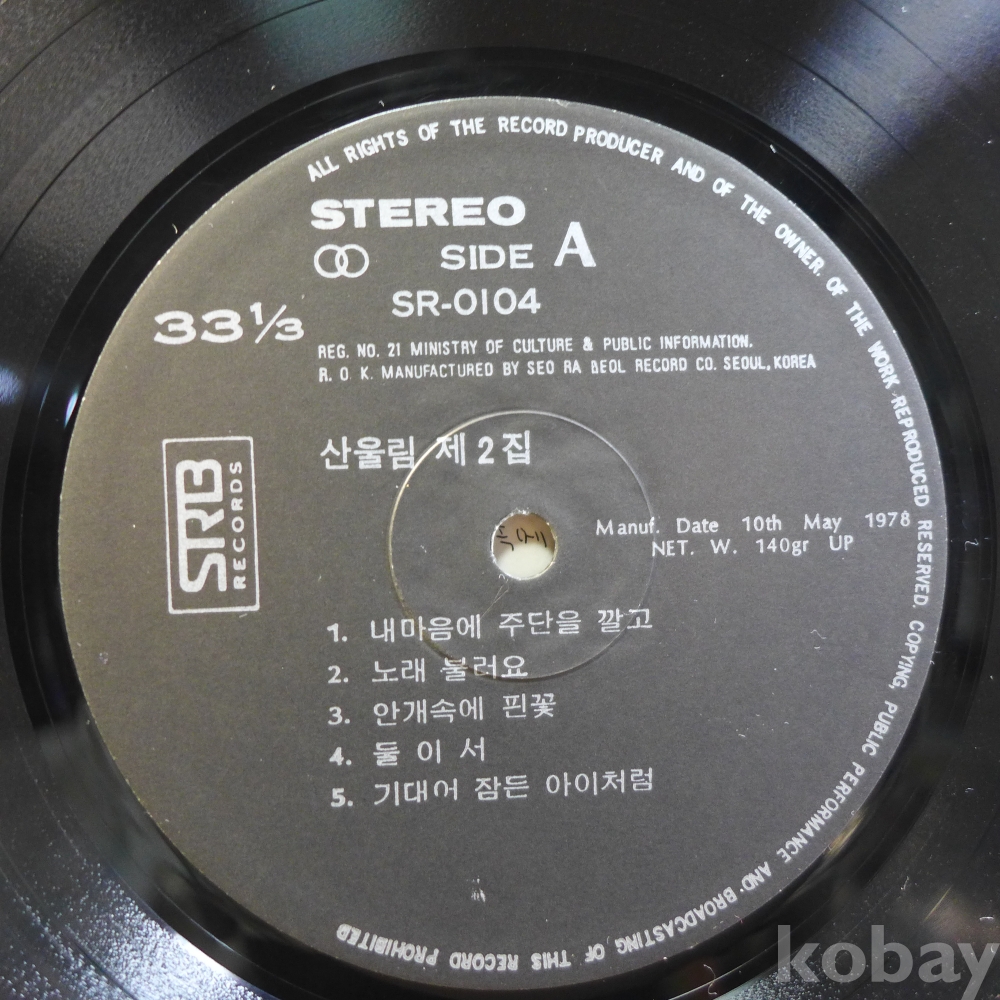 ALL RIGHTS OF THE RECORD PRODUCER AND OF THE OWNER. OF THE WORK REPRODUCED RESERVED. COPYING, PUBLIC PERFORMANCE AND BROADCASTING OF THIS RECORD PROHIBITED
STEREO
SIDE A
SR-0104
33 1/3
REG. NO. 21 MINISTRY OF CULTURE & PUBLIC INFORMATION.
R. O. K. MANUFACTURED BY SEO RA BEOL RECORD CO. SEOUL, KOREA
산울림 제2집
SRB
RECORDS
Manuf. Date 10th May 1978
NET. W. 140gr UP
1. 내마음에 주단을 깔고
2. 노래 불러요
3. 안개속에 핀꽃
4. 둘 이 서
5. 기대어 잠든 아이처럼
kobay